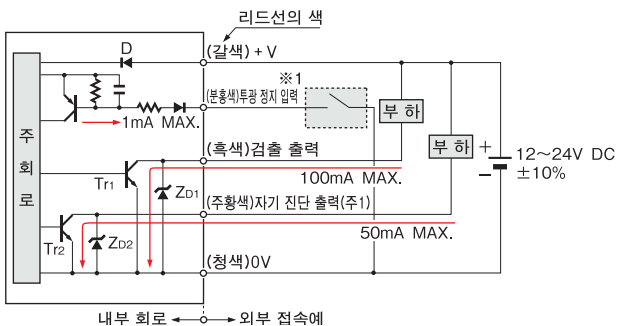 리드선의 색
D
(갈색) + V
※1
(분홍색)투광 정지 입력
부 하
1mA MAX.
주 회 로
부 하
(흑색)검출 출력
12～24V DC
±10%
+
−
Tr1
ZD1
100mA MAX.
(주황색)자기 진단 출력(주1)
50mA MAX.
Tr2
ZD2
(청색)0V
내부 회로
외부 접속예